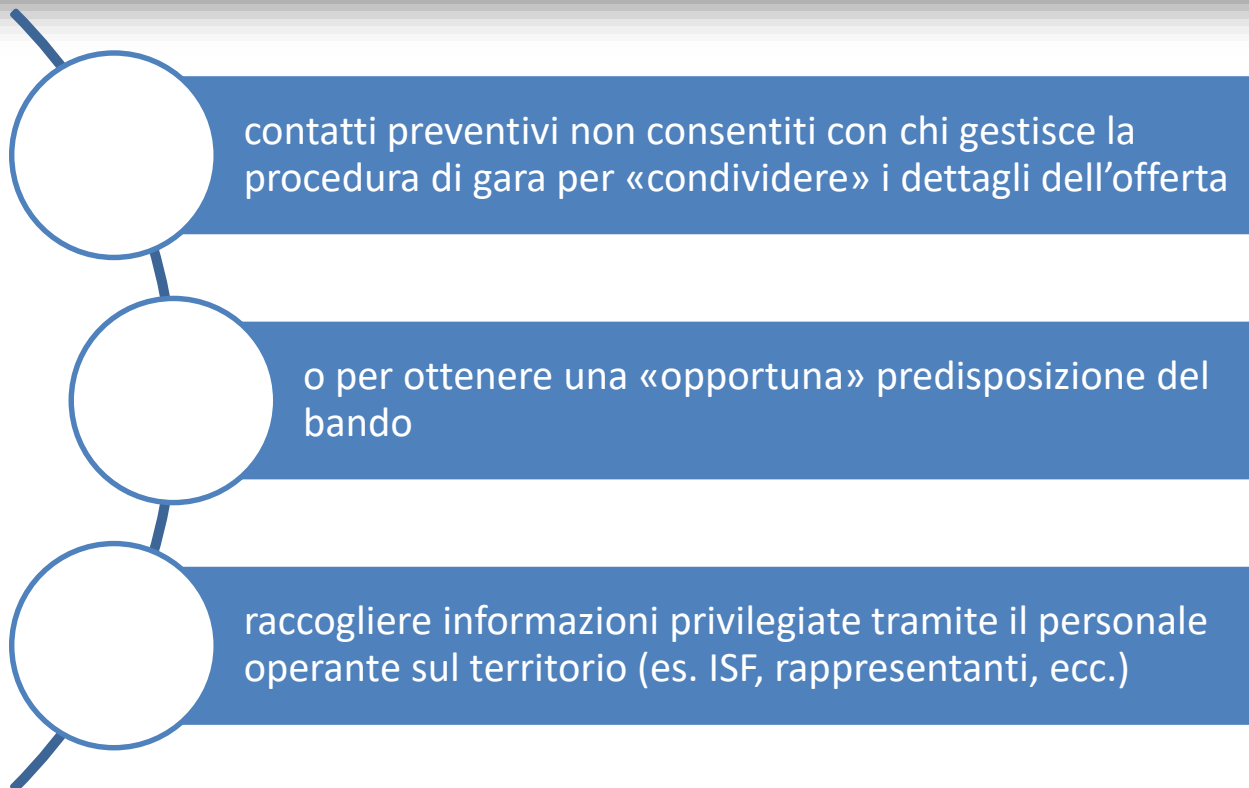 contatti preventivi non consentiti con chi gestisce la
procedura di gara per «condividere» i dettagli dell’offerta
o per ottenere una «opportuna» predisposizione del
bando
raccogliere informazioni privilegiate tramite il personale
operante sul territorio (es. ISF, rappresentanti, ecc.)